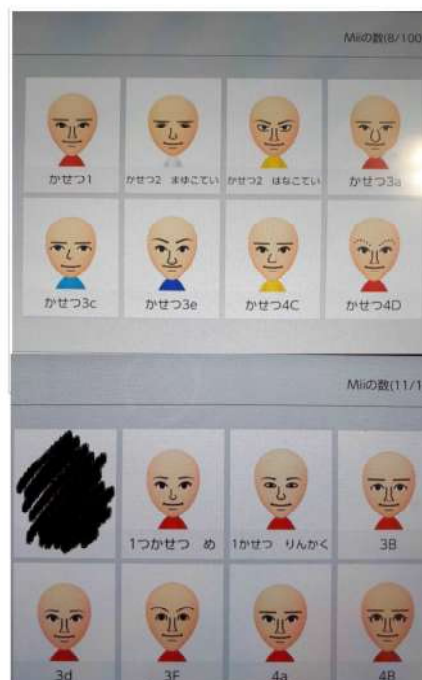 Miiの数(8/100
かせつ1
かせつ2 まゆこてい
かせつ2 はなこてい
かせつ3a
かせつ3c
かせつ3e
かせつ4C
かせつ4D
Miiの数(11/1
1つかせつ め
1かせつ りんかく
3B
3d
3F
4a
4B